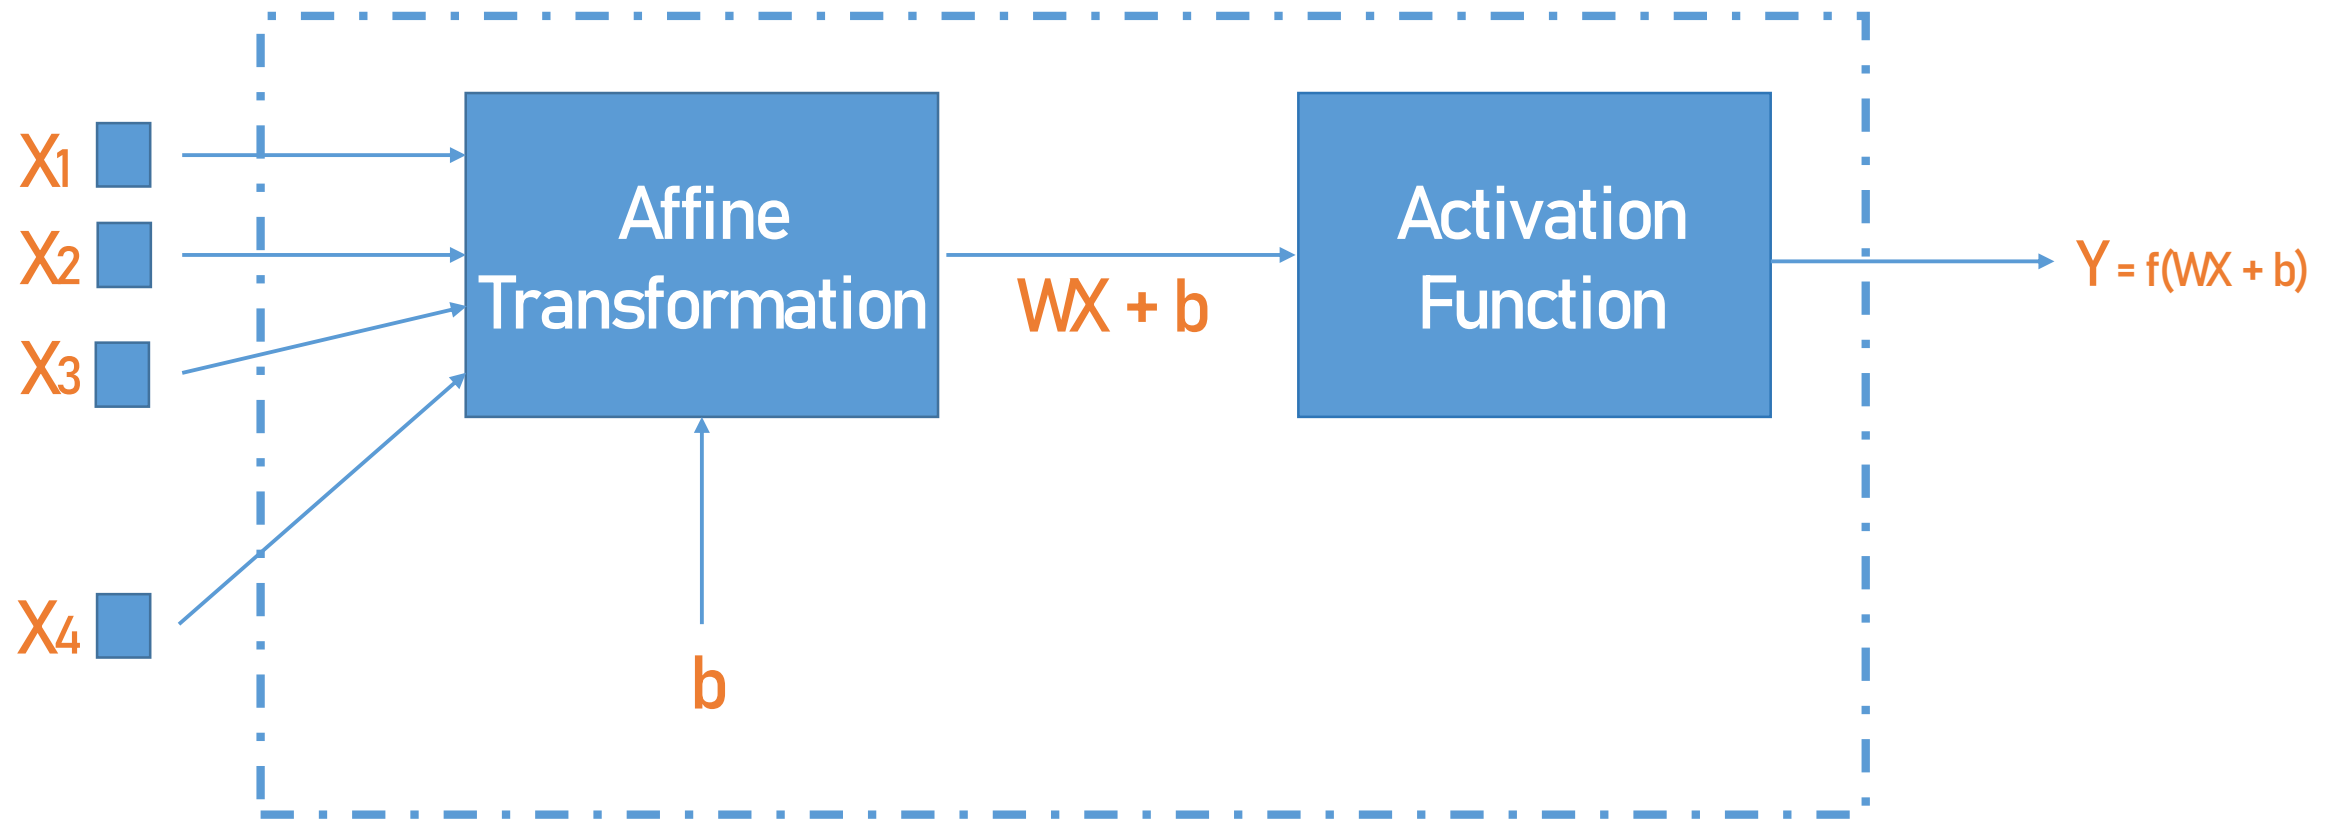 X1
X2
X3
X4
Affine
Transformation
b
WX + b
Activation
Function
Y = f(WX + b)